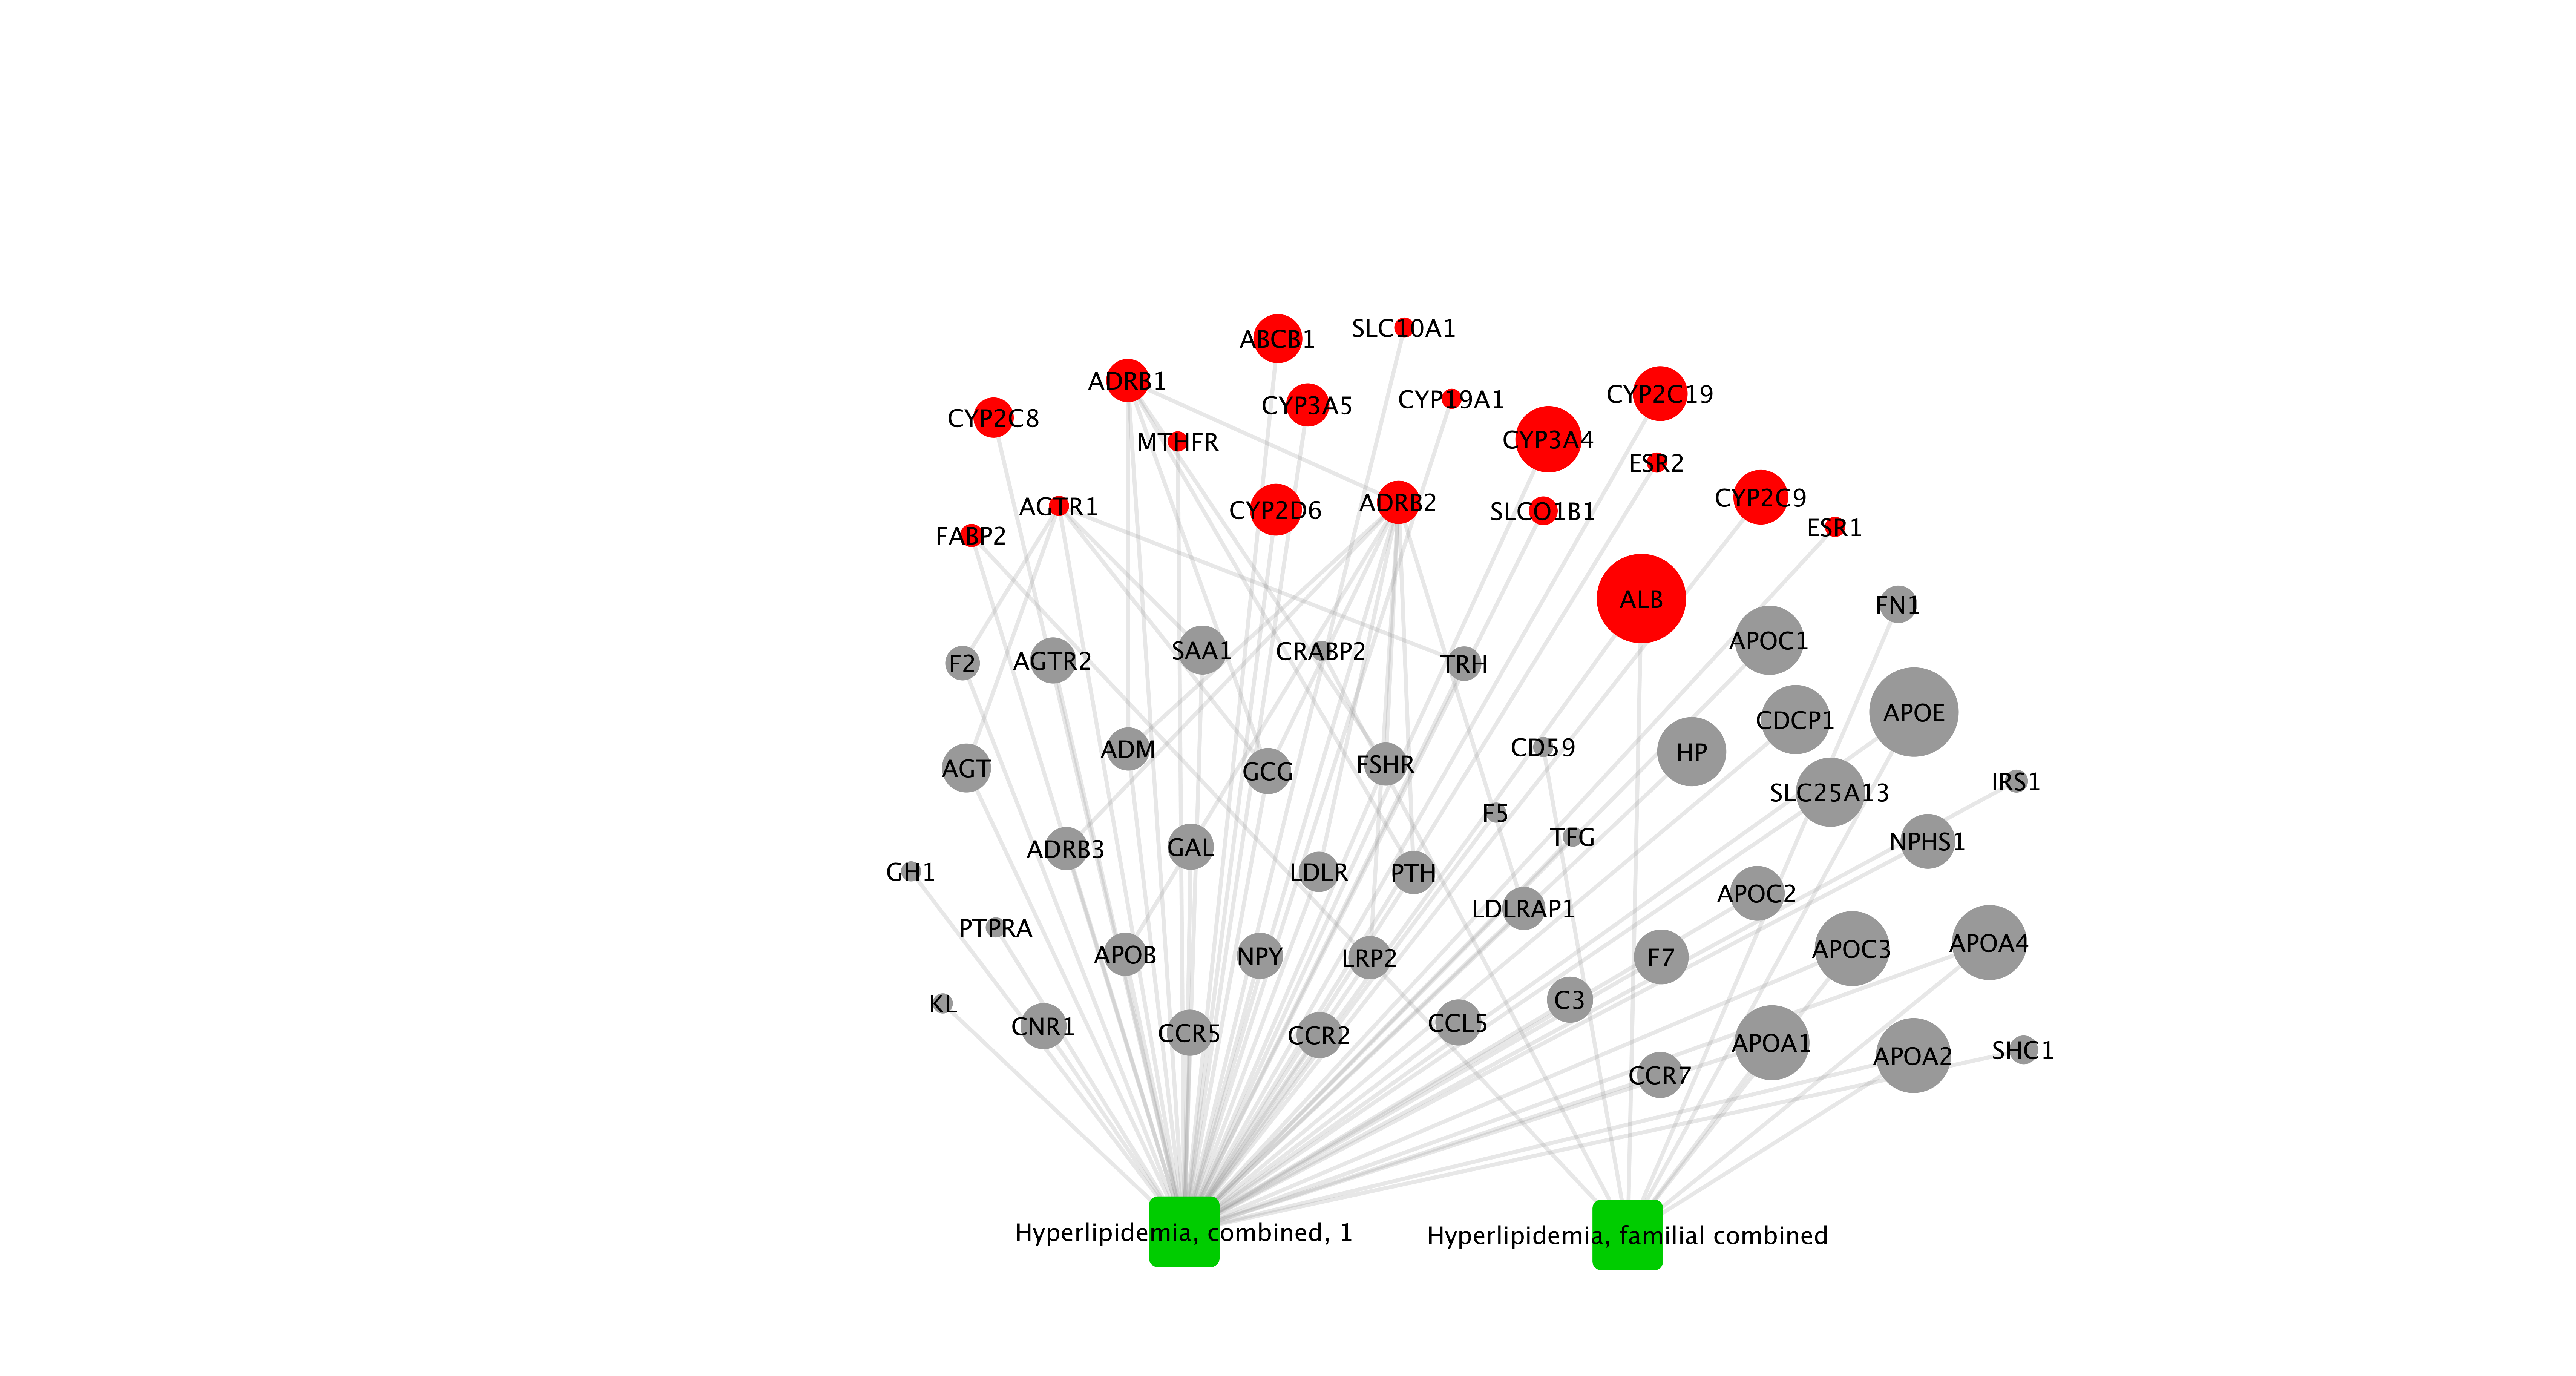 SLC10A1
ABCB1
ADRB1
CYP2C19
CYP19A1
CYP3A5
CYP2C8
CYP3A4
MTHFR
ESR2
CYP2C9
ADRB2
AGTR1
CYP2D6
SLCO1B1
ESR1
FABP2
ALB
FN1
APOC1
SAA1
CRABP2
AGTR2
F2
TRH
APOE
CDCP1
CD59
ADM
HP
FSHR
AGT
GCG
IRS1
SLC25A13
F5
TFG
NPHS1
GAL
ADRB3
GH1
LDLR
PTH
APOC2
LDLRAP1
PTPRA
APOA4
APOC3
APOB
NPY
F7
LRP2
C3
KL
CCL5
CNR1
CCR5
CCR2
APOA1
SHC1
APOA2
CCR7
Hyperlipidemia, combined, 1
Hyperlipidemia, familial combined